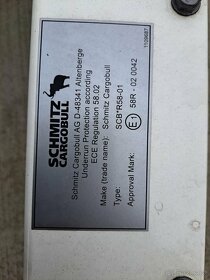 SCHMITZ
CARGOBULL
Schmitz Cargobull AG D-48341 Altenberge
Underrun Protection according
ECE Regulation 58.02
Make (trade name): Schmitz Cargobull
Type: SCB*R58-01
Approval Mark: E1 58R - 02 0042